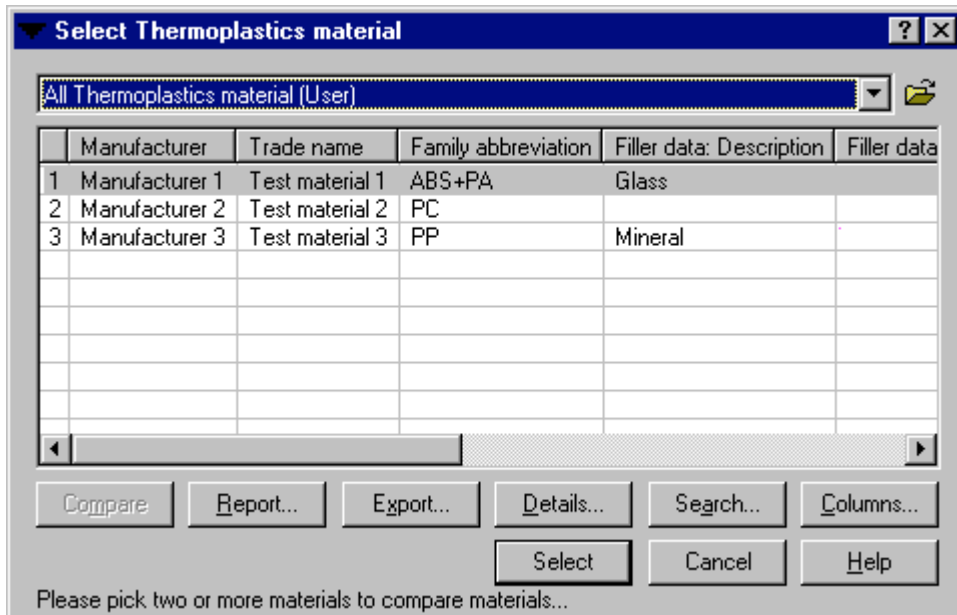 Select Thermoplastics material
All Thermoplastics material (User)
Manufacturer Trade name Family abbreviation Filler data: Description Filler data
1 Manufacturer 1 Test material 1 ABS+PA Glass
2 Manufacturer 2 Test material 2 PC
3 Manufacturer 3 Test material 3 PP Mineral
Compare Report... Export... Details... Search... Columns...
Select Cancel Help
Please pick two or more materials to compare materials...